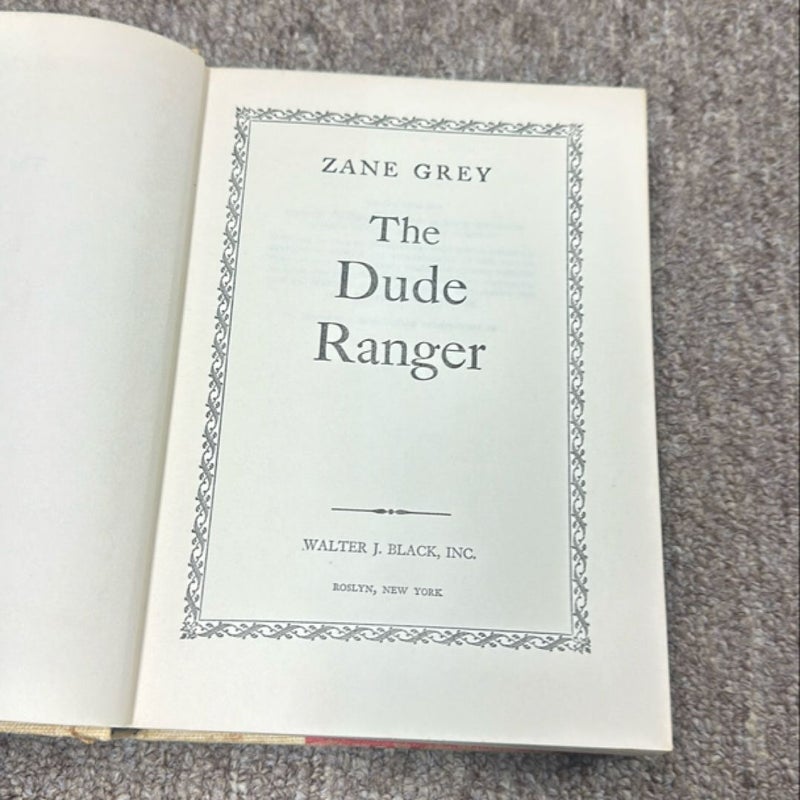 ZANE GREY
The
Dude
Ranger
WALTER J. BLACK, INC.
ROSLYN, NEW YORK